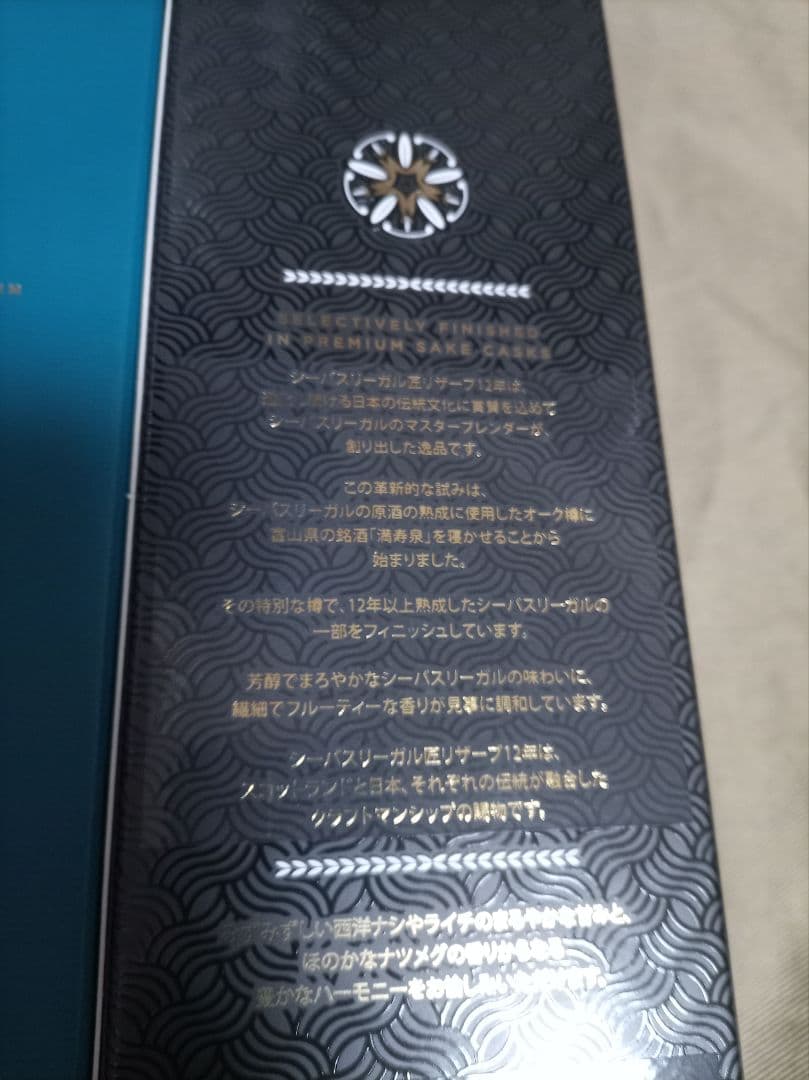 SELECTIVELY FINISHED
IN PREMIUM SAKE CASKS
シーバスリーガル匠リザーブ12年は、
続ける日本の伝統文化に賞賛を込めて
シーバスリーガルのマスターブレンダーが、
創り出した逸品です。
この革新的な試みは、
シーバスリーガルの原酒の熟成に使用したオーク樽に
富山県の銘酒「満寿泉」を寝かせることから
始まりました。
その特別な樽で、12年以上熟成したシーバスリーガルの
一部をフィニッシュしています。
芳醇でまろやかなシーバスリーガルの味わいに、
繊細でフルーティーな香りが見事に調和しています。
シーバスリーガル匠リザーブ12年は、
スコットランドと日本、それぞれの伝統が融合した
クラフトマンシップの賜物です。
みずみずしい西洋ナシやライチのまろやかな甘みと、
ほのかなナツメグの香りからなる
豊かなハーモニーをお愉しみいただけます。